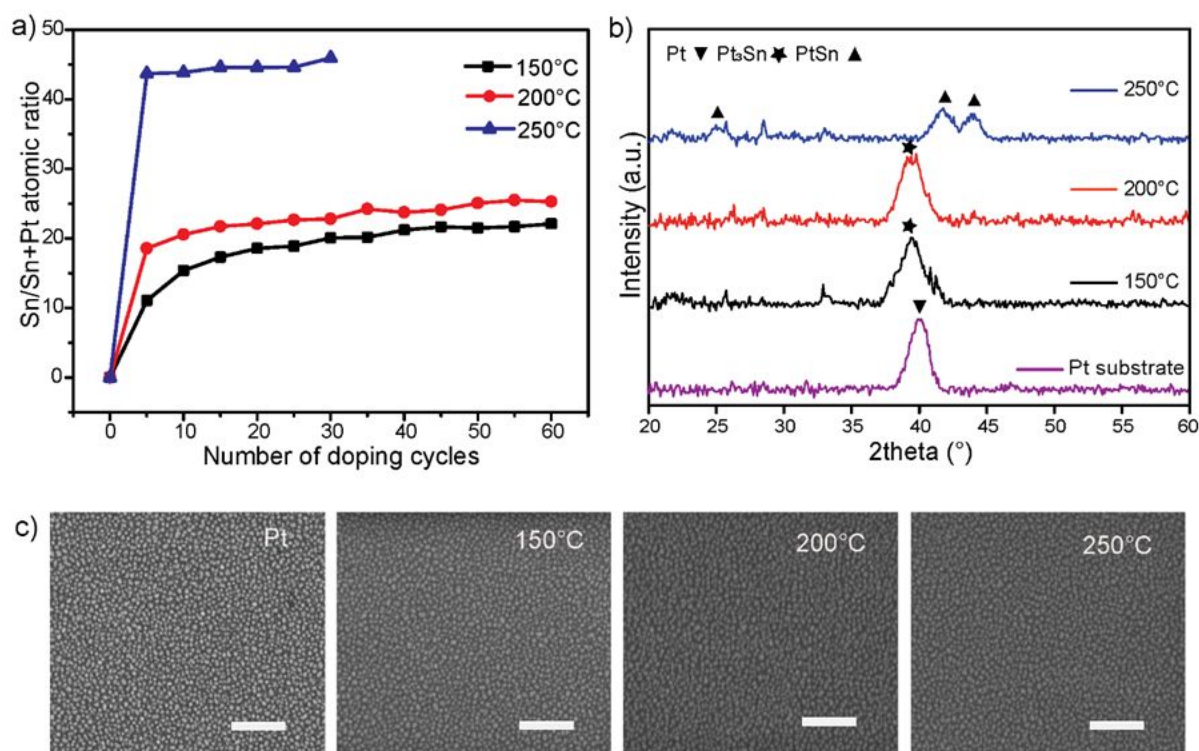 a)
50
40
30
20
10
0
Sn/Sn+Pt atomic ratio
0 10 20 30 40 50 60
Number of doping cycles
150°C
200°C
250°C
b)
Pt ▼ Pt₃Sn ★ PtSn ▲
250°C
200°C
150°C
Pt substrate
Intensity (a.u.)
20 25 30 35 40 45 50 55 60
2theta (°)
c)
Pt
150°C
200°C
250°C